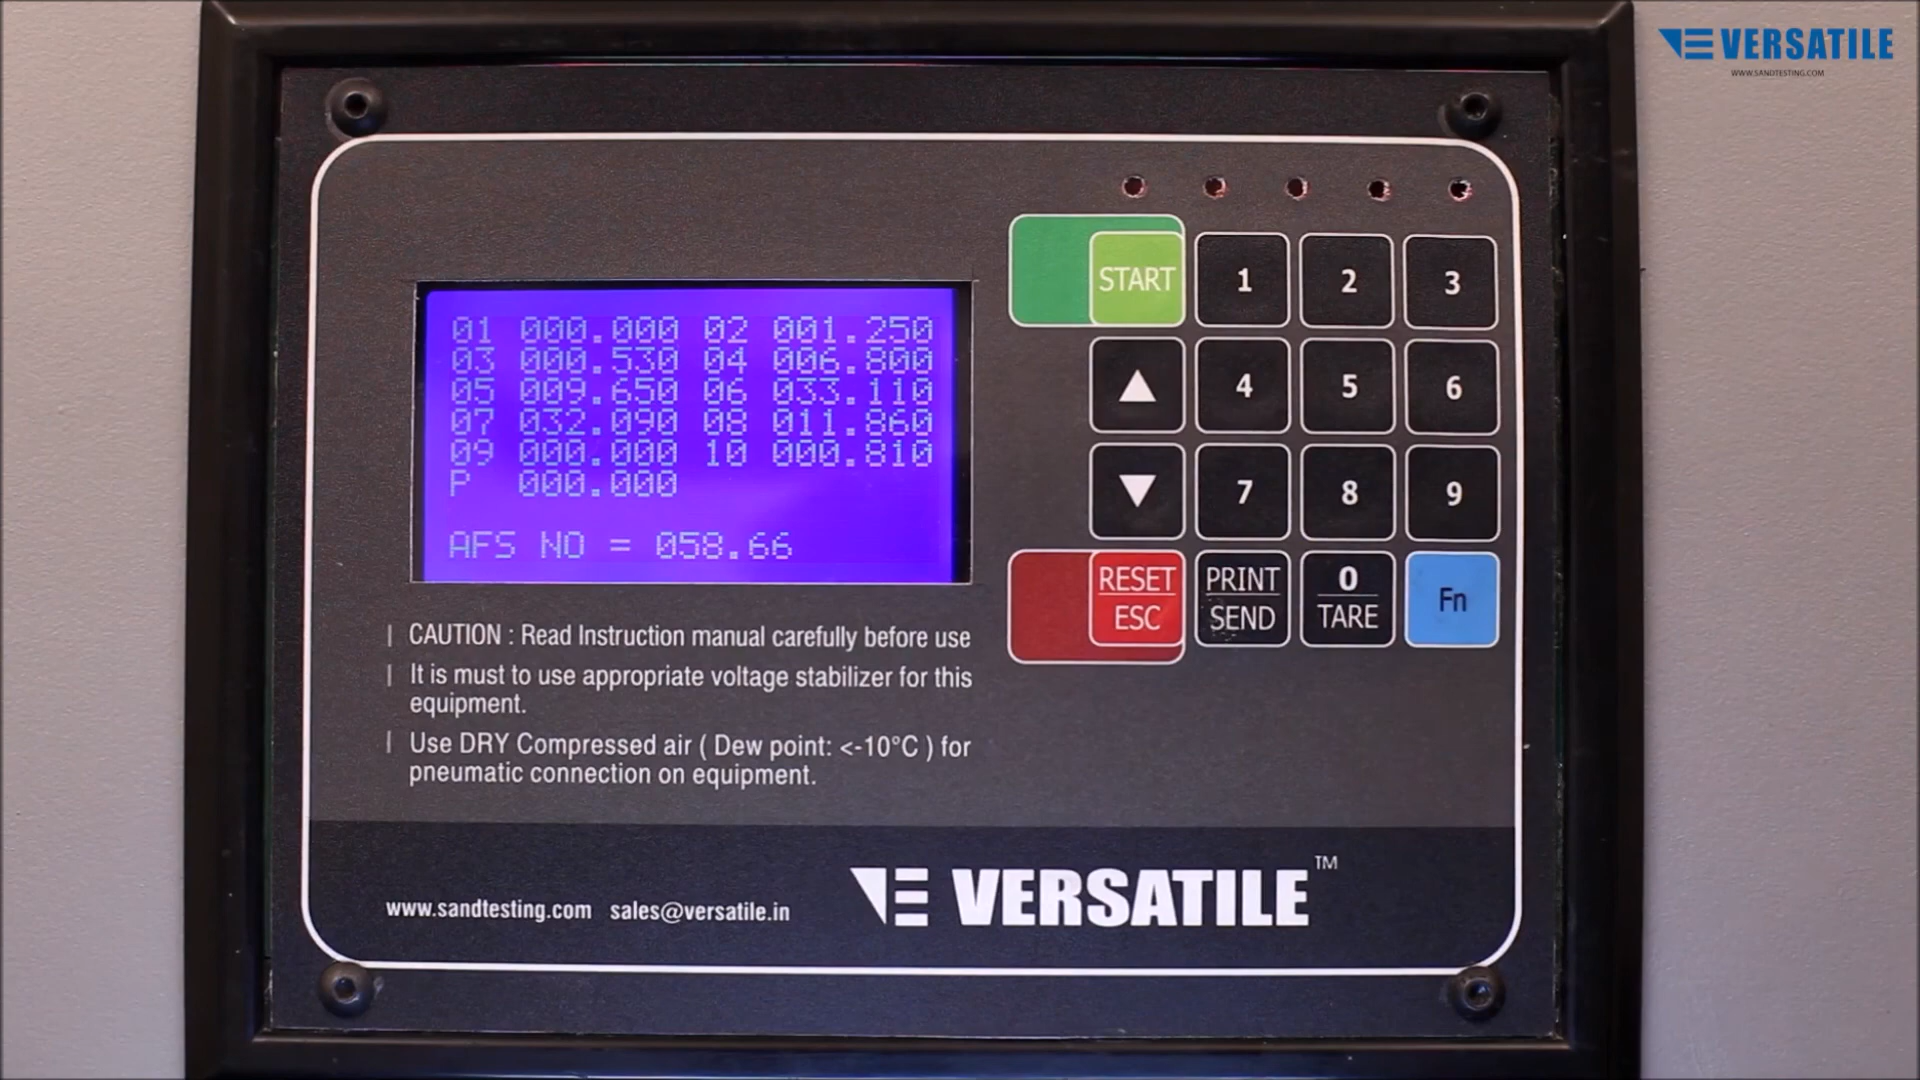 VERSATILE
WWW.SANDTESTING.COM
01 000.000 02 001.250
03 000.530 04 006.800
05 009.650 06 033.110
07 032.090 08 011.860
09 000.000 10 000.810
P 000.000
AFS NO = 058.66
START 1 2 3
▲ 4 5 6
▼ 7 8 9
RESET
ESC
PRINT
SEND
0
TARE
Fn
CAUTION : Read Instruction manual carefully before use
It is must to use appropriate voltage stabilizer for this
equipment.
Use DRY Compressed air ( Dew point: <-10°C ) for
pneumatic connection on equipment.
www.sandtesting.com sales@versatile.in
VERSATILE™